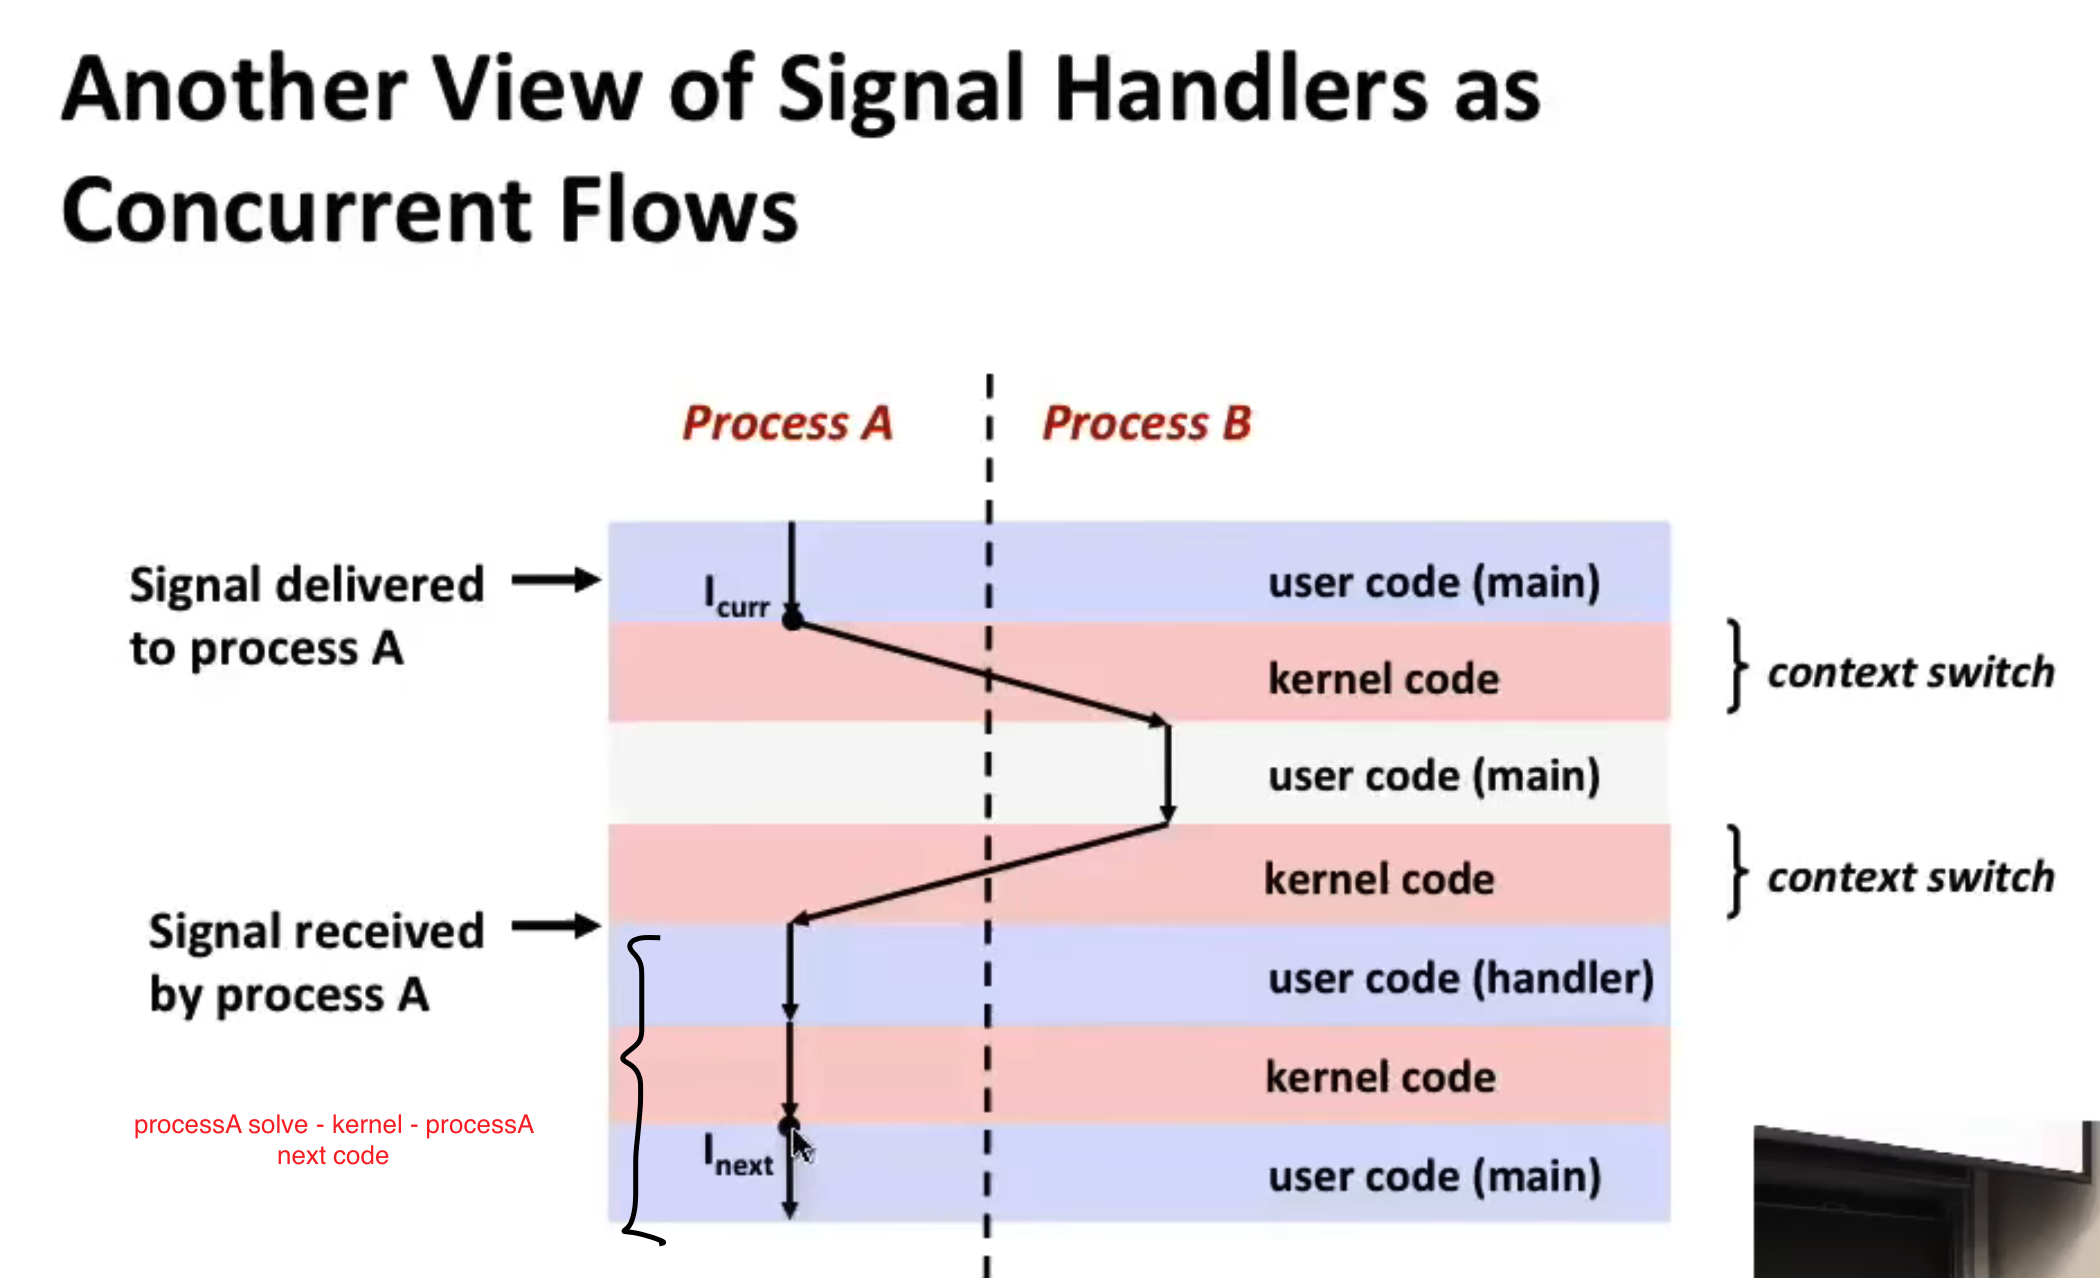 Another View of Signal Handlers as
Concurrent Flows
Process A
Process B
Signal delivered
to process A
I curr
user code (main)
kernel code
context switch
user code (main)
kernel code
context switch
Signal received
by process A
user code (handler)
kernel code
processA solve - kernel - processA
next code
I next
user code (main)